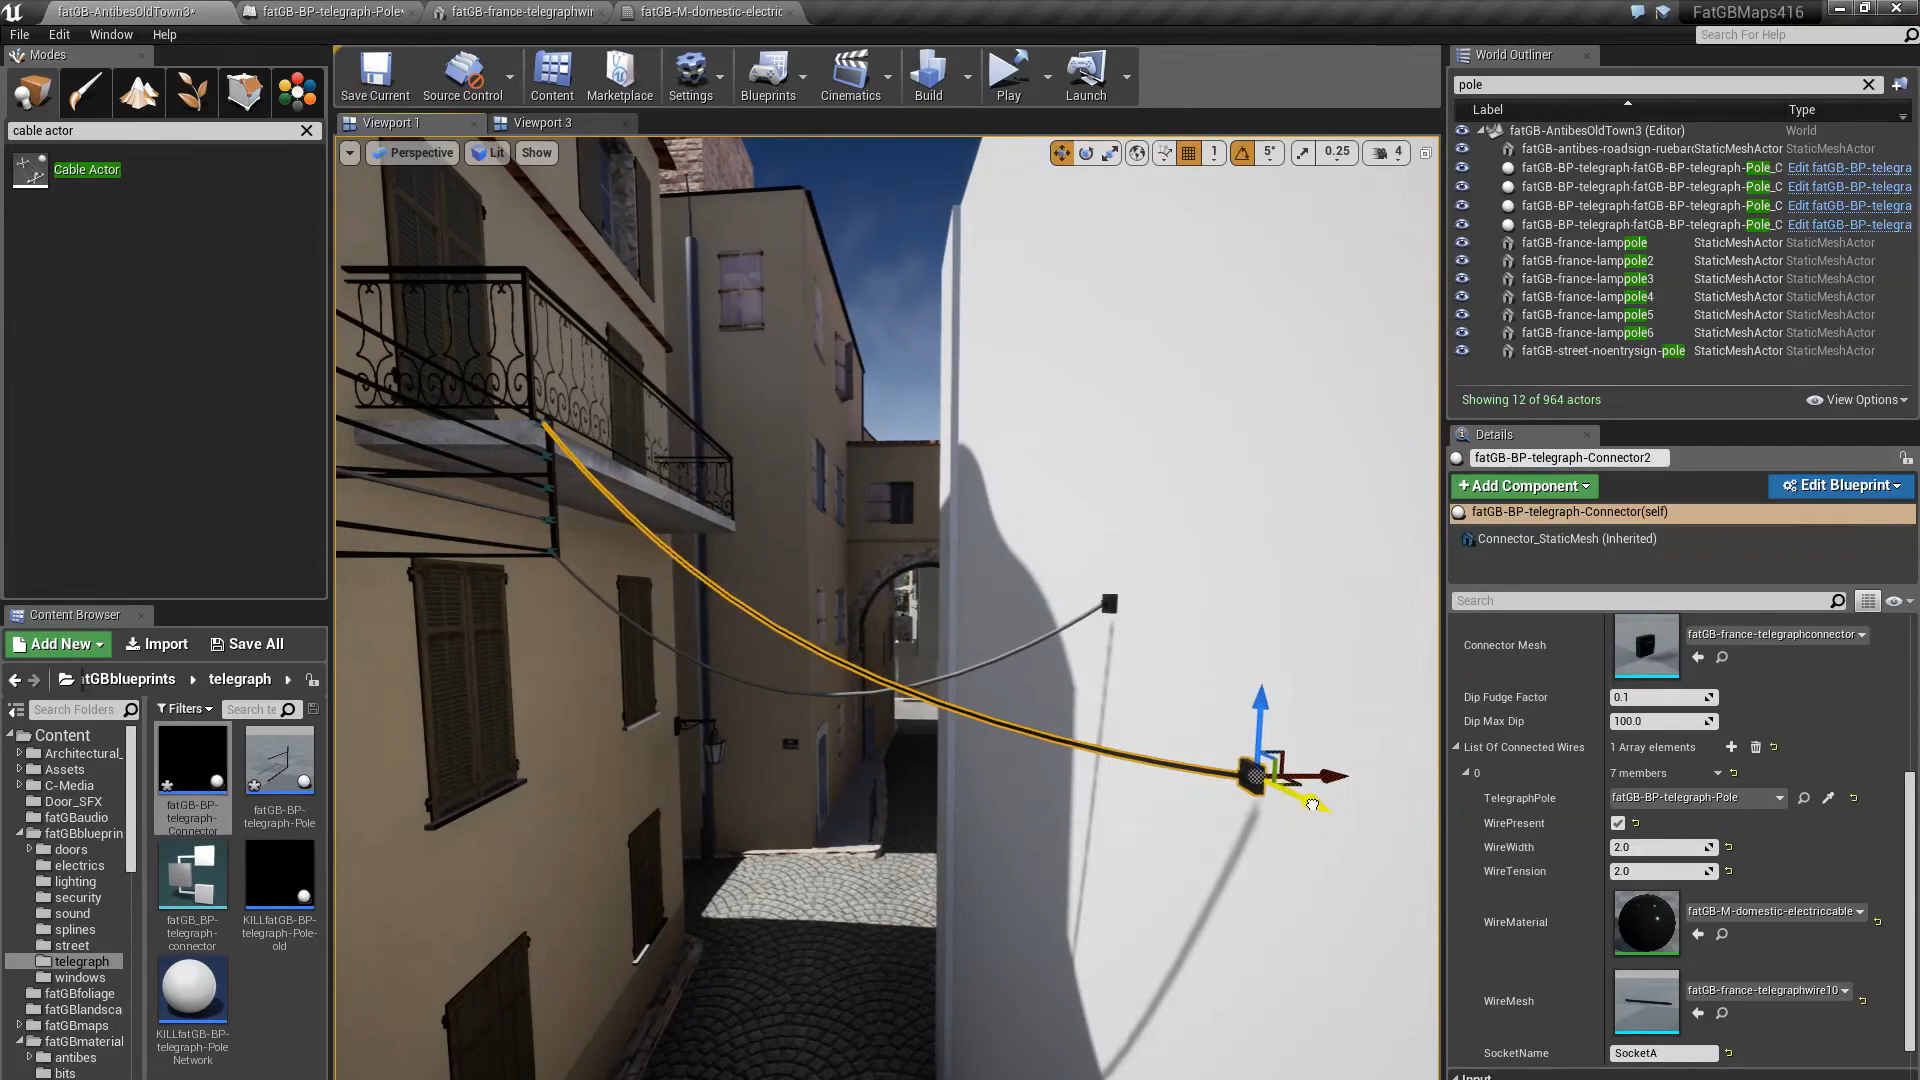 fatGB-AntibesOldTown3*
fatGB-BP-telegraph-Pole*
fatGB-france-telegraphwir
fatGB-M-domestic-electric
FatGBMaps416
File Edit Window Help
Search For Help
Modes
cable actor
Cable Actor
Save Current
Source Control
Content
Marketplace
Settings
Blueprints
Cinematics
Build
Play
Launch
Viewport 1
Viewport 3
Perspective
Lit
Show
1
5°
0.25
4
World Outliner
pole
Label Type
fatGB-AntibesOldTown3 (Editor) World
fatGB-antibes-roadsign-ruebarStaticMeshActor StaticMeshActor
fatGB-BP-telegraph-fatGB-BP-telegraph-Pole_C Edit fatGB-BP-telegra
fatGB-BP-telegraph-fatGB-BP-telegraph-Pole_C Edit fatGB-BP-telegra
fatGB-BP-telegraph-fatGB-BP-telegraph-Pole_C Edit fatGB-BP-telegra
fatGB-BP-telegraph-fatGB-BP-telegraph-Pole_C Edit fatGB-BP-telegra
fatGB-france-lamppole StaticMeshActor StaticMeshActor
fatGB-france-lamppole2 StaticMeshActor StaticMeshActor
fatGB-france-lamppole3 StaticMeshActor StaticMeshActor
fatGB-france-lamppole4 StaticMeshActor StaticMeshActor
fatGB-france-lamppole5 StaticMeshActor StaticMeshActor
fatGB-france-lamppole6 StaticMeshActor StaticMeshActor
fatGB-street-noentrysign-pole StaticMeshActor StaticMeshActor
Showing 12 of 964 actors
View Options
Details
fatGB-BP-telegraph-Connector2
+Add Component
Edit Blueprint
fatGB-BP-telegraph-Connector(self)
Connector_StaticMesh (Inherited)
Search
Connector Mesh fatGB-france-telegraphconnector
Dip Fudge Factor 0.1
Dip Max Dip 100.0
List Of Connected Wires 1 Array elements
0 7 members
TelegraphPole fatGB-BP-telegraph-Pole
WirePresent
WireWidth 2.0
WireTension 2.0
WireMaterial fatGB-M-domestic-electriccable
WireMesh fatGB-france-telegraphwire10
SocketName SocketA
Input
Content Browser
Add New
Import
Save All
tGBblueprints
telegraph
Search Folders
Filters
Search te
Content
Architectural_
Assets
C-Media
Door_SFX
fatGBaudio
fatGBblueprin
doors
electrics
lighting
security
sound
splines
street
telegraph
windows
fatGBfoliage
fatGBlandsca
fatGBmaps
fatGBmaterial
antibes
bits
fatGB-BP-
telegraph-
Connector
fatGB-BP-
telegraph-Pole
fatGB_BP-
telegraph-
connector
KILLfatGB-BP-
telegraph-Pole-
old
KILLfatGB-BP-
telegraph-Pole
Network